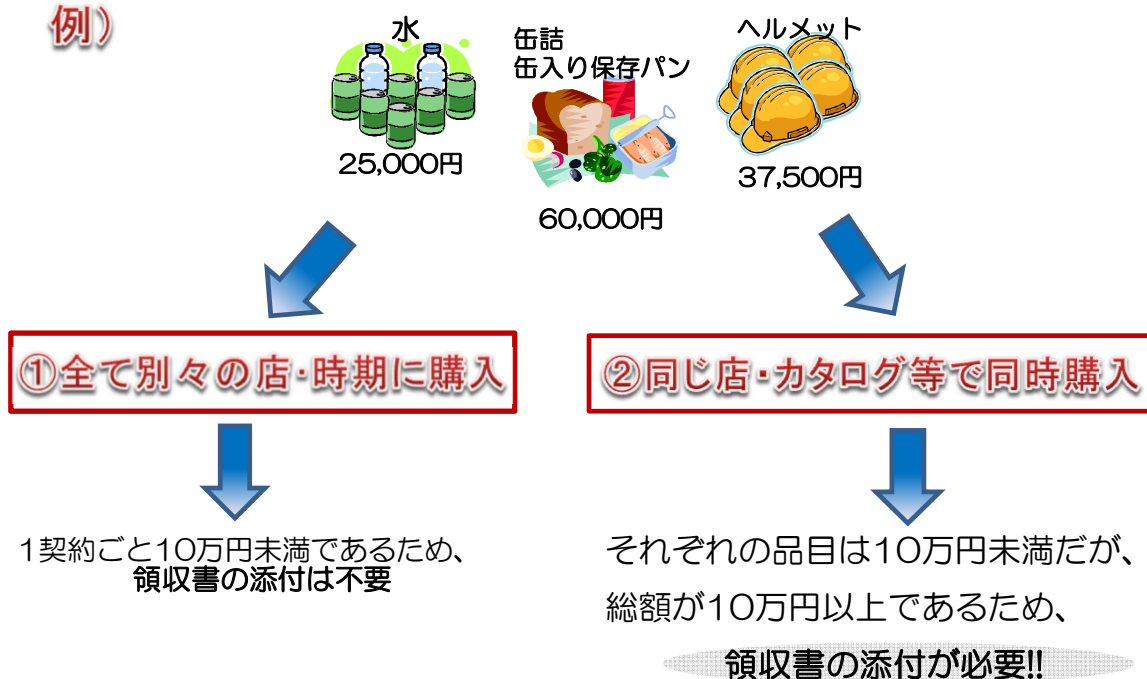 例）
水
25,000円
缶詰
缶入り保存パン
60,000円
ヘルメット
37,500円
①全て別々の店・時期に購入
1契約ごと10万円未満であるため、
領収書の添付は不要
②同じ店・カタログ等で同時購入
それぞれの品目は10万円未満だが、
総額が10万円以上であるため、
領収書の添付が必要!!